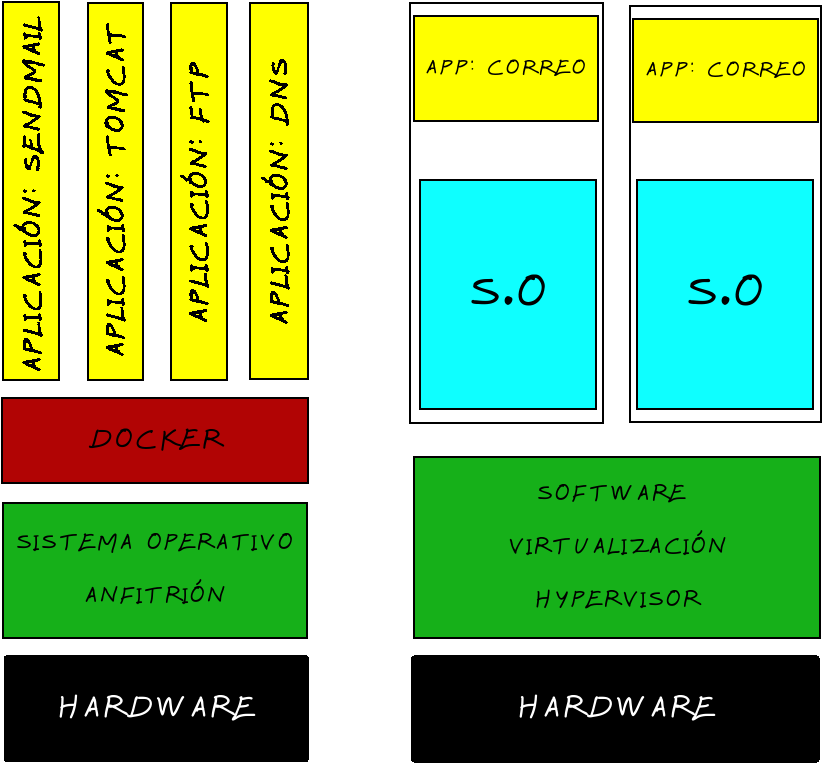 APLICACIÓN: SENDMAIL
APLICACIÓN: TOMCAT
APLICACIÓN: FTP
APLICACIÓN: DNS
DOCKER
SISTEMA OPERATIVO
ANFITRIÓN
HARDWARE
APP: CORREO
APP: CORREO
S.O
S.O
SOFTWARE
VIRTUALIZACIÓN
HYPERVISOR
HARDWARE